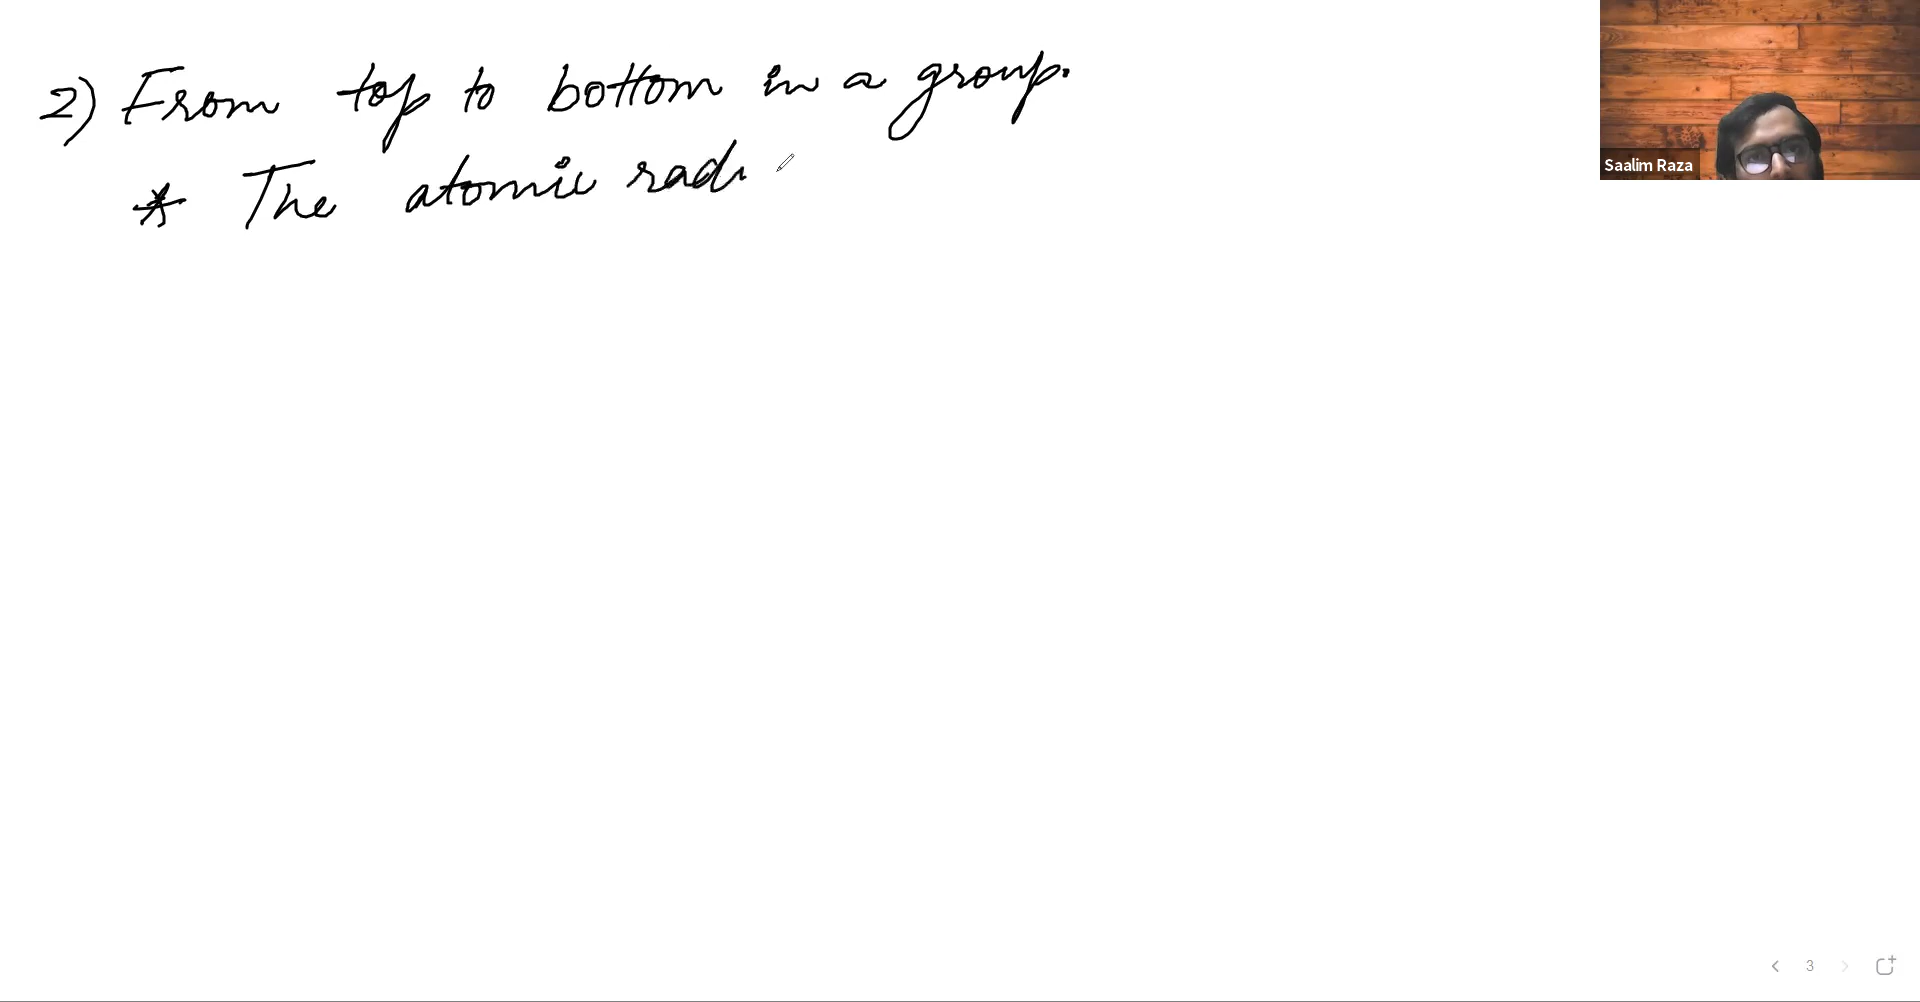 2) From top to bottom in a group.
* The atomic radi
Saalim Raza
3